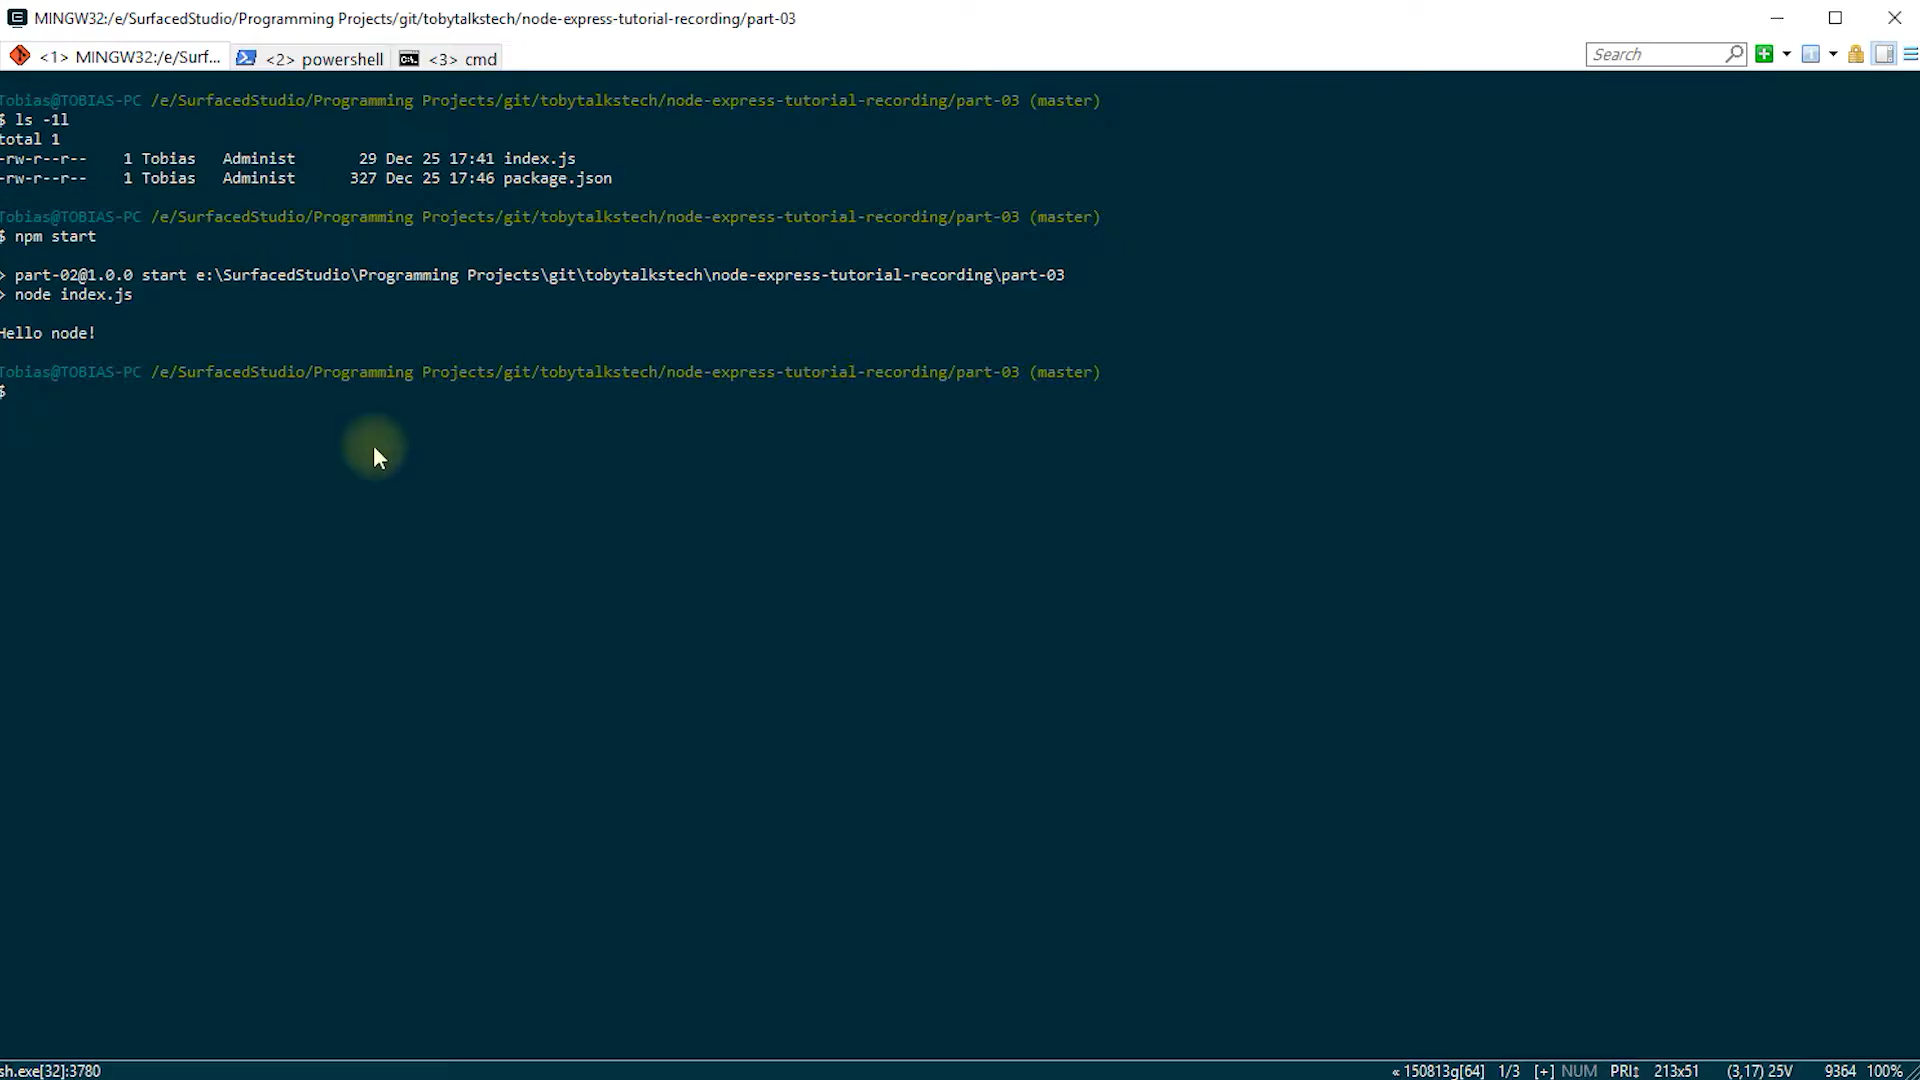 MINGW32:/e/SurfacedStudio/Programming Projects/git/tobytalkstech/node-express-tutorial-recording/part-03
<1> MINGW32:/e/Surf... <2> powershell <3> cmd Search
Tobias@TOBIAS-PC /e/SurfacedStudio/Programming Projects/git/tobytalkstech/node-express-tutorial-recording/part-03 (master)
$ ls -1l
total 1
-rw-r--r-- 1 Tobias Administ 29 Dec 25 17:41 index.js
-rw-r--r-- 1 Tobias Administ 327 Dec 25 17:46 package.json
Tobias@TOBIAS-PC /e/SurfacedStudio/Programming Projects/git/tobytalkstech/node-express-tutorial-recording/part-03 (master)
$ npm start
> part-02@1.0.0 start e:\SurfacedStudio\Programming Projects\git\tobytalkstech\node-express-tutorial-recording\part-03
> node index.js
Hello node!
Tobias@TOBIAS-PC /e/SurfacedStudio/Programming Projects/git/tobytalkstech/node-express-tutorial-recording/part-03 (master)
$
sh.exe[32]:3780 « 150813g[64] 1/3 [+] NUM PRI↕ 213x51 (3,17) 25V 9364 100%